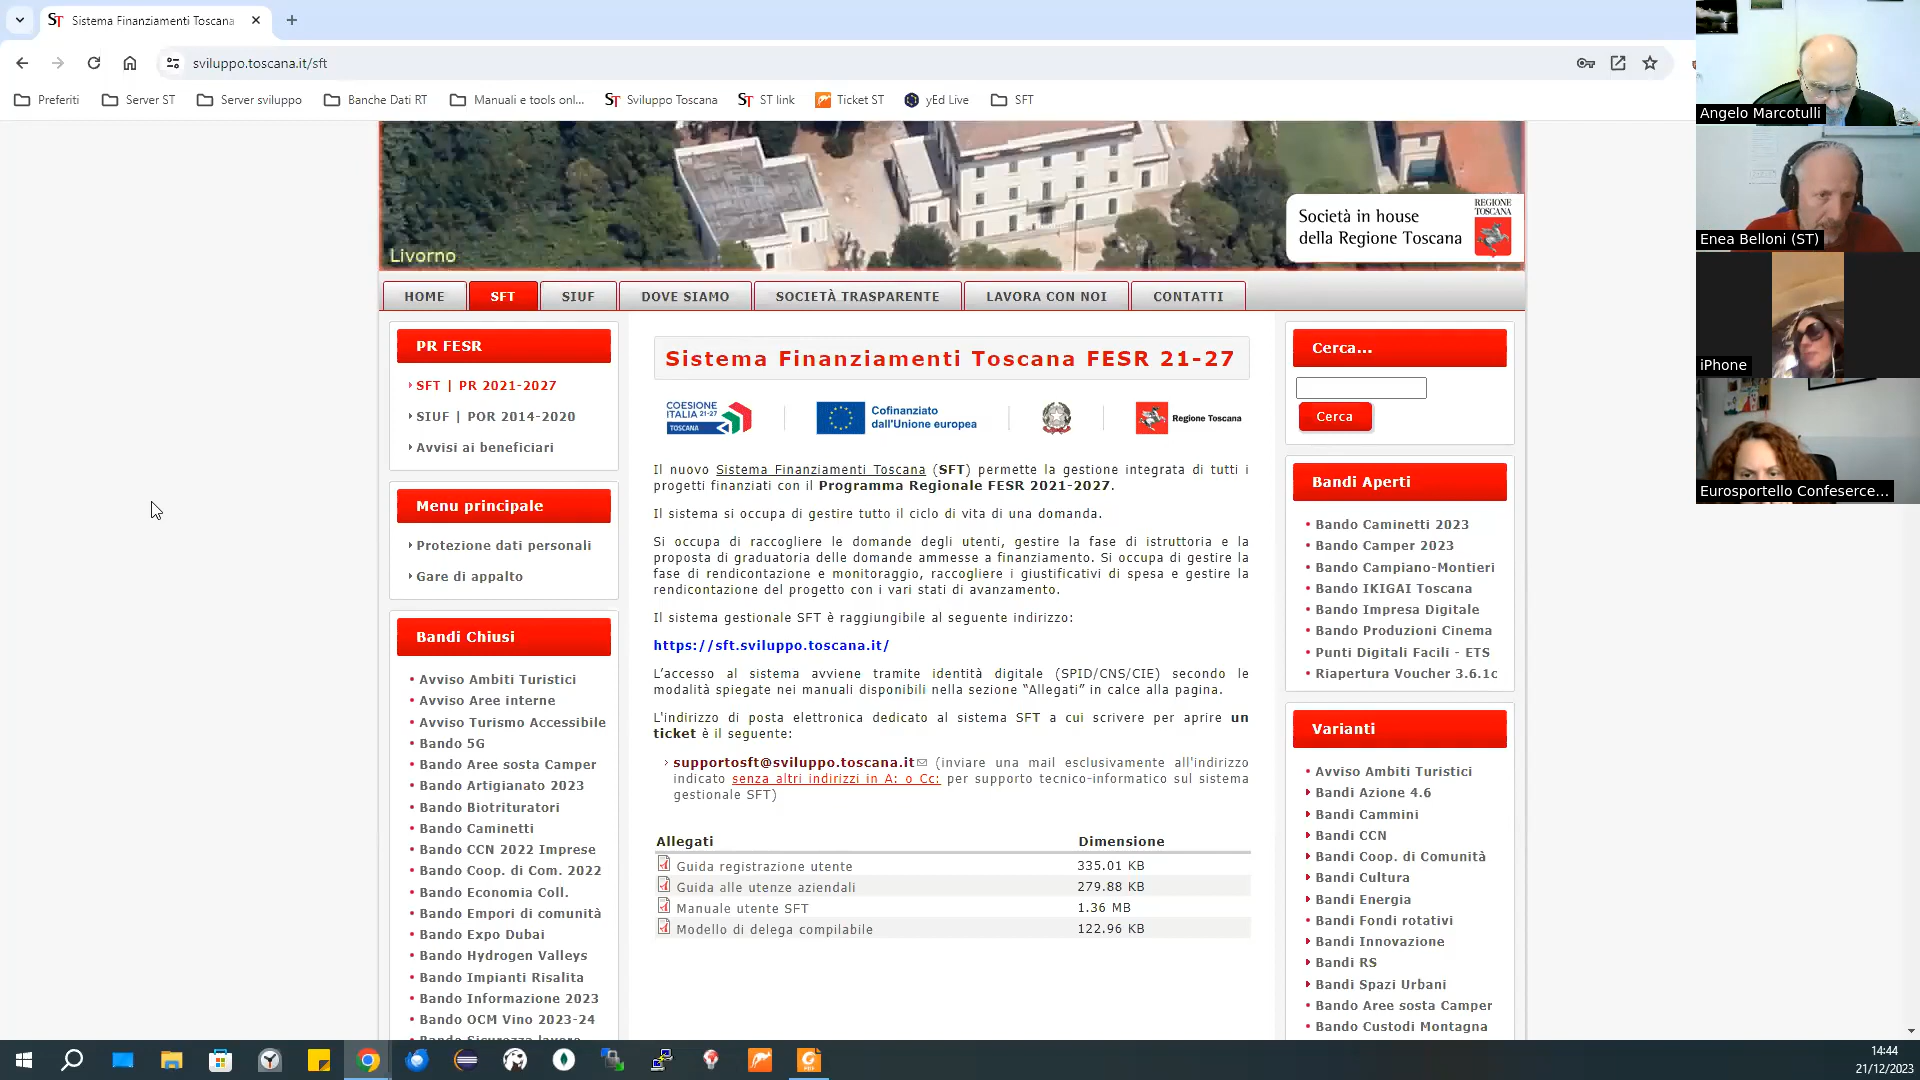 Sistema Finanziamenti Toscana
sviluppo.toscana.it/sft
Preferiti
Server ST
Server sviluppo
Banche Dati RT
Manuali e tools onl...
Sviluppo Toscana
ST link
Ticket ST
yEd Live
SFT
Livorno
Società in house
della Regione Toscana
REGIONE
TOSCANA
HOME
SFT
SIUF
DOVE SIAMO
SOCIETÀ TRASPARENTE
LAVORA CON NOI
CONTATTI
PR FESR
SFT | PR 2021-2027
SIUF | POR 2014-2020
Avvisi ai beneficiari
Menu principale
Protezione dati personali
Gare di appalto
Bandi Chiusi
Avviso Ambiti Turistici
Avviso Aree interne
Avviso Turismo Accessibile
Bando 5G
Bando Aree sosta Camper
Bando Artigianato 2023
Bando Biotrituratori
Bando Caminetti
Bando CCN 2022 Imprese
Bando Coop. di Com. 2022
Bando Economia Coll.
Bando Empori di comunità
Bando Expo Dubai
Bando Hydrogen Valleys
Bando Impianti Risalita
Bando Informazione 2023
Bando OCM Vino 2023-24
Sistema Finanziamenti Toscana FESR 21-27
COESIONE
ITALIA 21-27
TOSCANA
Cofinanziato
dall'Unione europea
Regione Toscana
Il nuovo Sistema Finanziamenti Toscana (SFT) permette la gestione integrata di tutti i
progetti finanziati con il Programma Regionale FESR 2021-2027.
Il sistema si occupa di gestire tutto il ciclo di vita di una domanda.
Si occupa di raccogliere le domande degli utenti, gestire la fase di istruttoria e la
proposta di graduatoria delle domande ammesse a finanziamento. Si occupa di gestire la
fase di rendicontazione e monitoraggio, raccogliere i giustificativi di spesa e gestire la
rendicontazione del progetto con i vari stati di avanzamento.
Il sistema gestionale SFT è raggiungibile al seguente indirizzo:
https://sft.sviluppo.toscana.it/
L'accesso al sistema avviene tramite identità digitale (SPID/CNS/CIE) secondo le
modalità spiegate nei manuali disponibili nella sezione “Allegati” in calce alla pagina.
L'indirizzo di posta elettronica dedicato al sistema SFT a cui scrivere per aprire un
ticket è il seguente:
supportosft@sviluppo.toscana.it (inviare una mail esclusivamente all'indirizzo
indicato senza altri indirizzi in A: o Cc: per supporto tecnico-informatico sul sistema
gestionale SFT)
Allegati Dimensione
Guida registrazione utente 335.01 KB
Guida alle utenze aziendali 279.88 KB
Manuale utente SFT 1.36 MB
Modello di delega compilabile 122.96 KB
Cerca...
Cerca
Bandi Aperti
Bando Caminetti 2023
Bando Camper 2023
Bando Campiano-Montieri
Bando IKIGAI Toscana
Bando Impresa Digitale
Bando Produzioni Cinema
Punti Digitali Facili - ETS
Riapertura Voucher 3.6.1c
Varianti
Avviso Ambiti Turistici
Bandi Azione 4.6
Bandi Cammini
Bandi CCN
Bandi Coop. di Comunità
Bandi Cultura
Bandi Energia
Bandi Fondi rotativi
Bandi Innovazione
Bandi RS
Bandi Spazi Urbani
Bando Aree sosta Camper
Bando Custodi Montagna
Angelo Marcotulli
Enea Belloni (ST)
iPhone
Eurosportello Confeserce...
14:44
21/12/2023